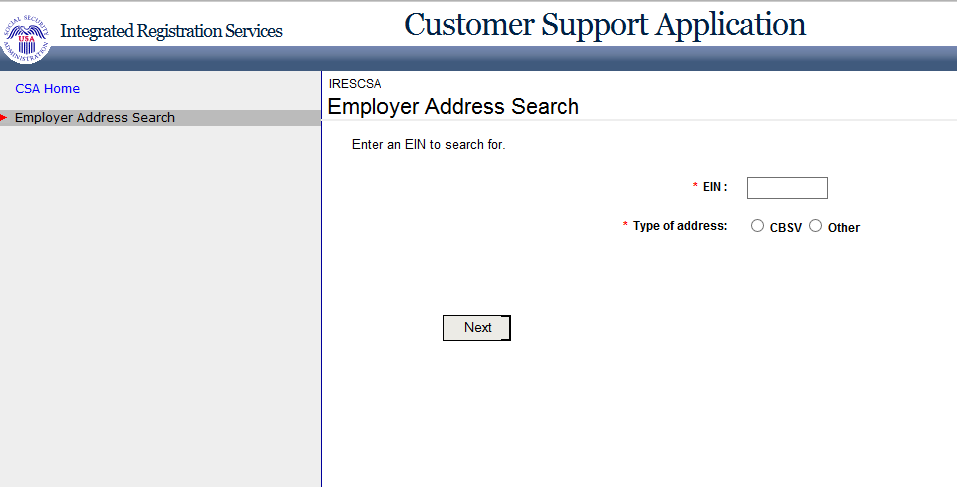 SOCIAL SECURITY ADMINISTRATION
USA
Integrated Registration Services
Customer Support Application
CSA Home
Employer Address Search
IRESCSA
Employer Address Search
Enter an EIN to search for.
* EIN :
* Type of address: CBSV Other
Next